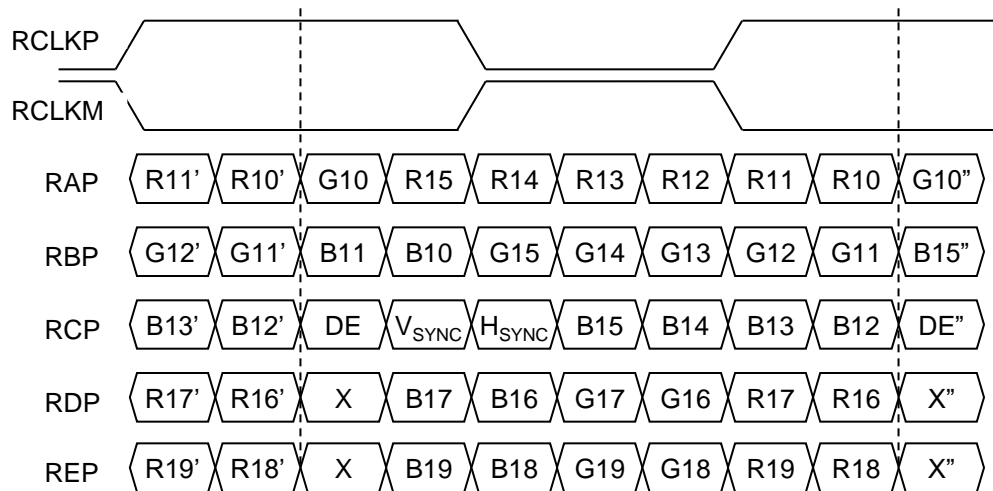 RCLKP
RCLKM
RAP R11’ R10’ G10 R15 R14 R13 R12 R11 R10 G10”
RBP G12’ G11’ B11 B10 G15 G14 G13 G12 G11 B15”
RCP B13’ B12’ DE VSYNC HSYNC B15 B14 B13 B12 DE”
RDP R17’ R16’ X B17 B16 G17 G16 R17 R16 X”
REP R19’ R18’ X B19 B18 G19 G18 R19 R18 X”